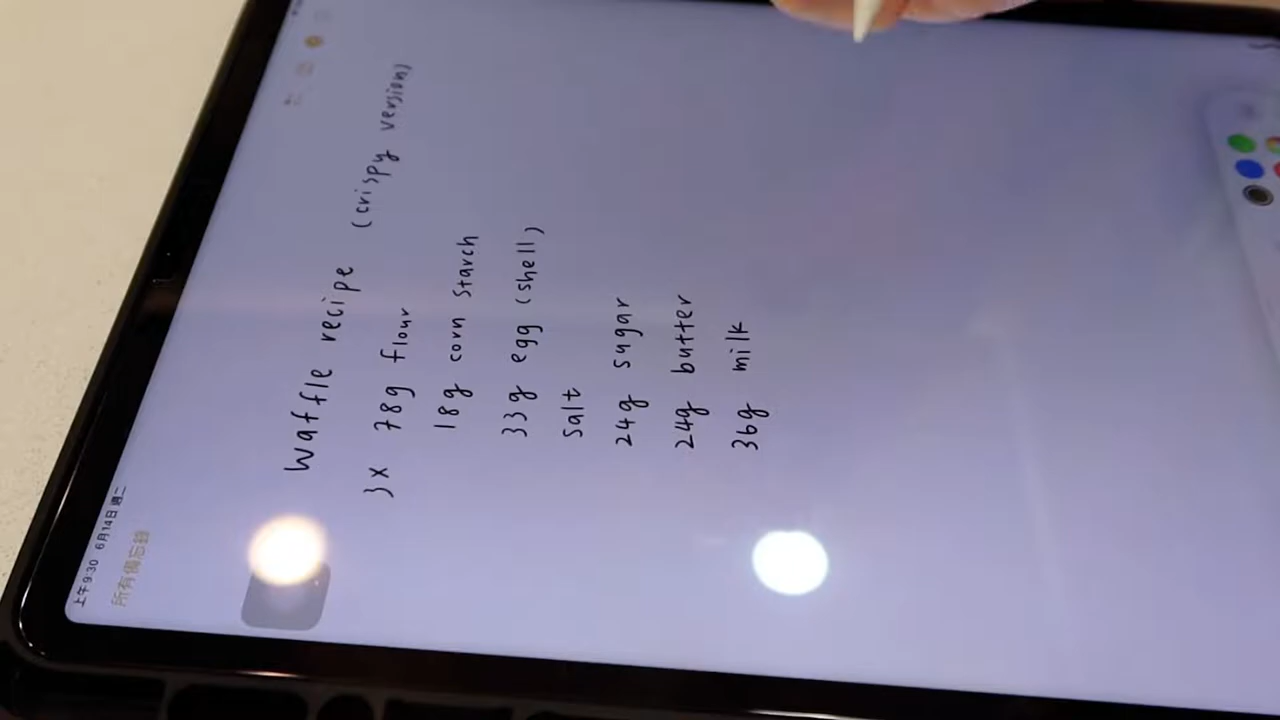 上午9:30 6月14日 週二
所有備忘錄
Waffle recipe (crispy version)
3x 78g flour
18g corn starch
33g egg (shell)
salt
24g sugar
24g butter
36g milk